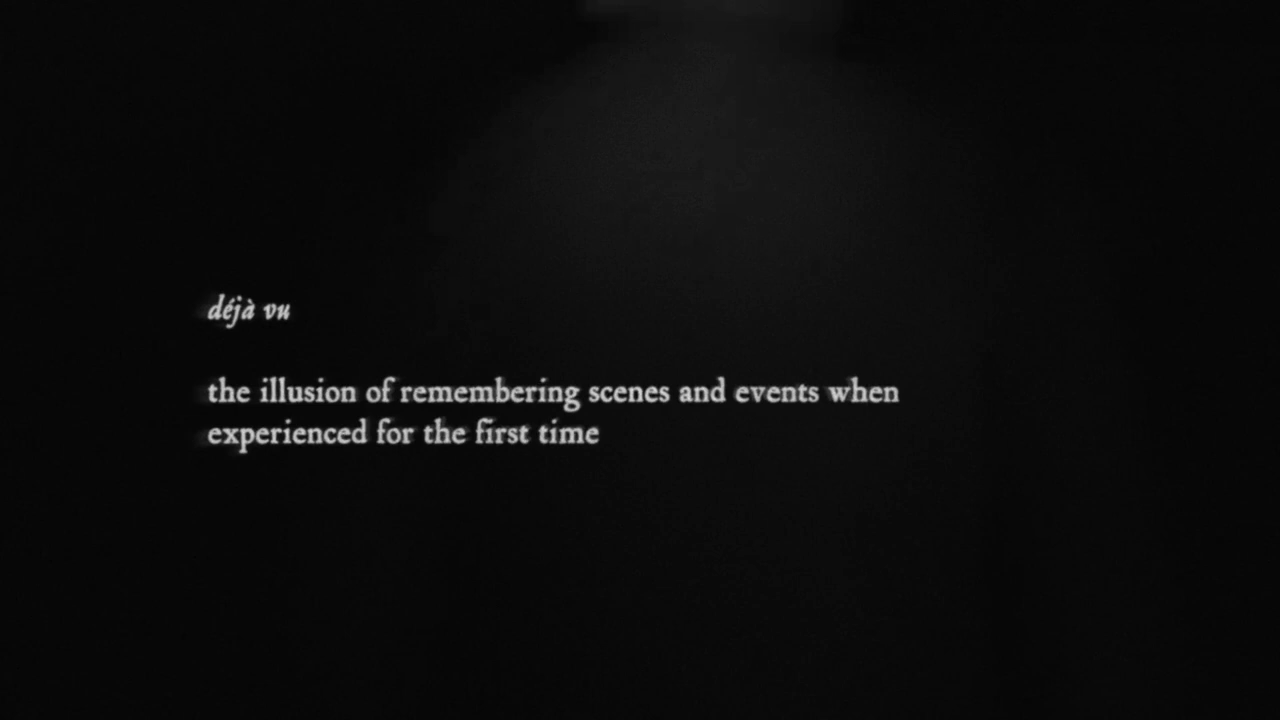 déjà vu
the illusion of remembering scenes and events when
experienced for the first time